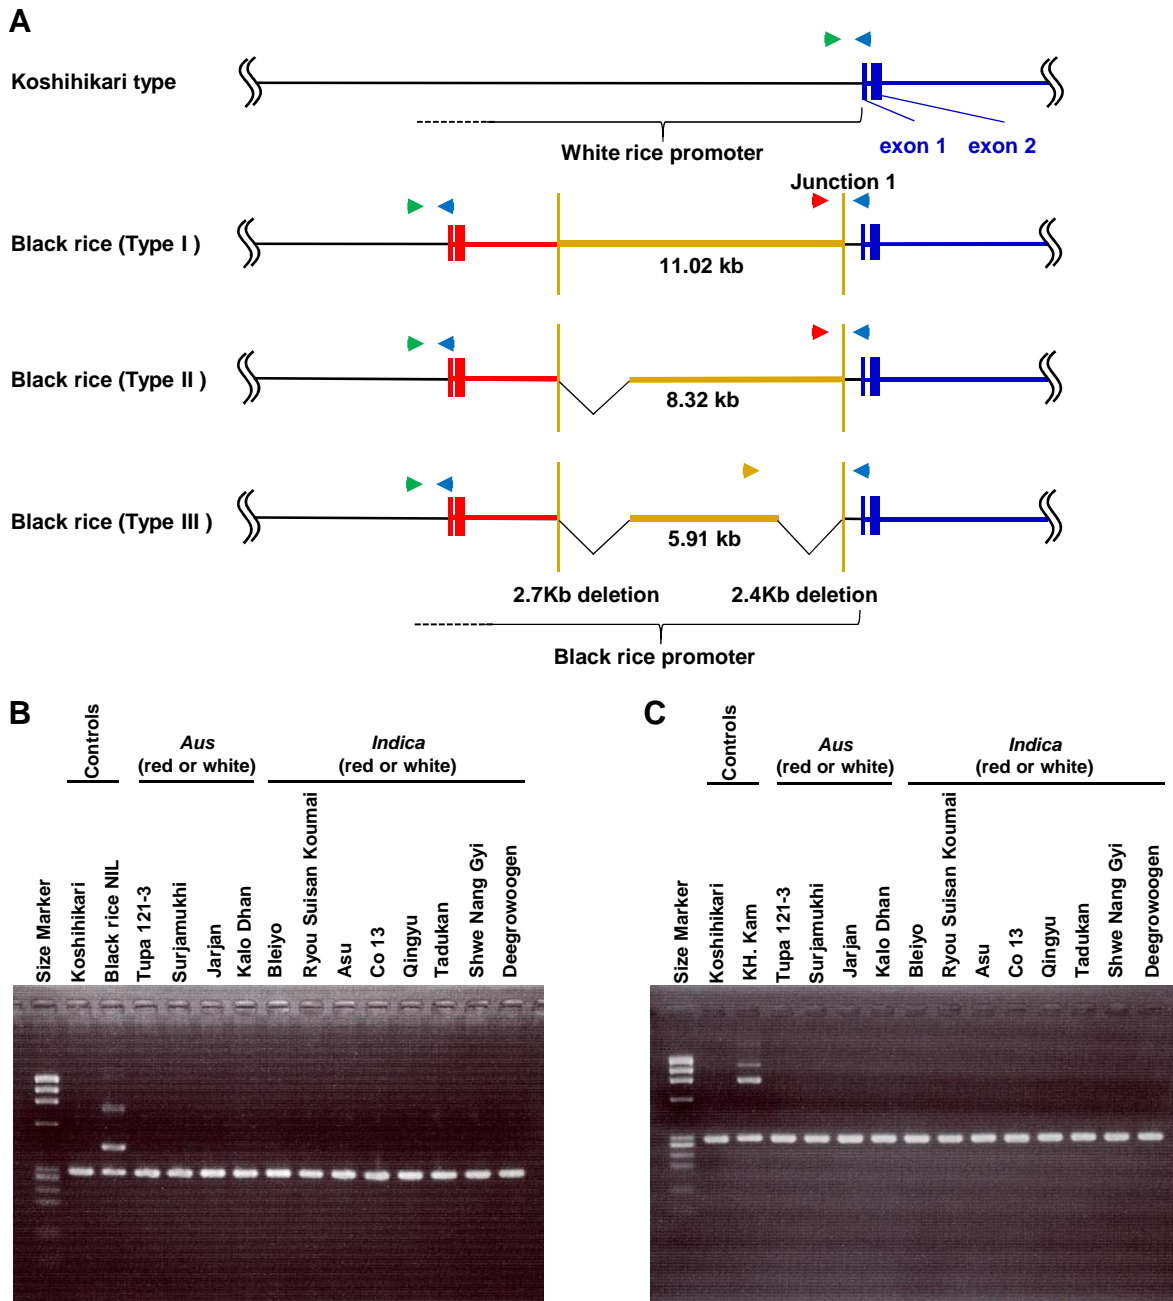 A
Koshihikari type
exon 1 exon 2
White rice promoter
Junction 1
Black rice (Type I )
11.02 kb
Black rice (Type II )
8.32 kb
Black rice (Type III )
5.91 kb
2.7Kb deletion 2.4Kb deletion
Black rice promoter
B
Controls
Aus
(red or white)
Indica
(red or white)
Size Marker
Koshihikari
Black rice NIL
Tupa 121-3
Surjamukhi
Jarjan
Kalo Dhan
Bleiyo
Ryou Suisan Koumai
Asu
Co 13
Qingyu
Tadukan
Shwe Nang Gyi
Deegrowoogen
C
Controls
Aus
(red or white)
Indica
(red or white)
Size Marker
Koshihikari
KH. Kam
Tupa 121-3
Surjamukhi
Jarjan
Kalo Dhan
Bleiyo
Ryou Suisan Koumai
Asu
Co 13
Qingyu
Tadukan
Shwe Nang Gyi
Deegrowoogen